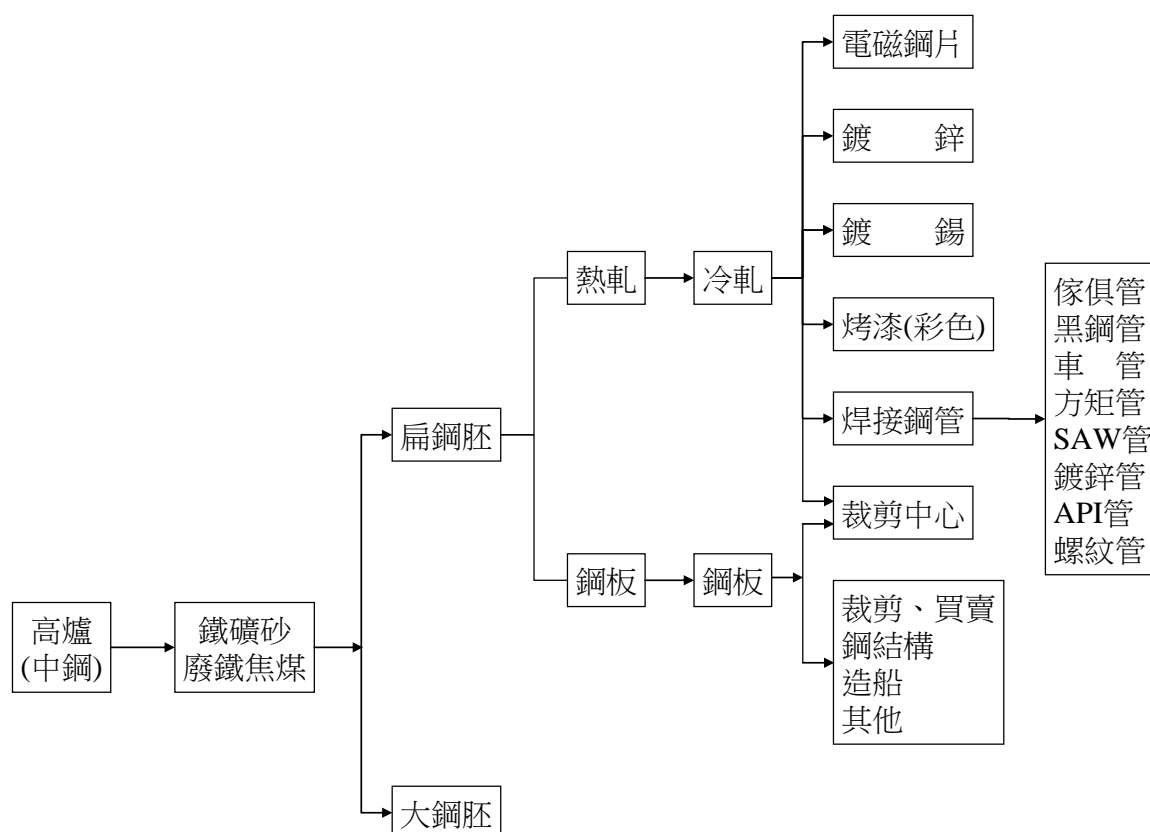 電磁鋼片
鍍 鋅
鍍 鍚
熱軋
冷軋
烤漆(彩色)
傢俱管
黑鋼管
車 管
方矩管
SAW管
鍍鋅管
API管
螺紋管
扁鋼胚
焊接鋼管
裁剪中心
鋼板
鋼板
高爐
(中鋼)
鐵礦砂
廢鐵焦煤
裁剪、買賣
鋼結構
造船
其他
大鋼胚